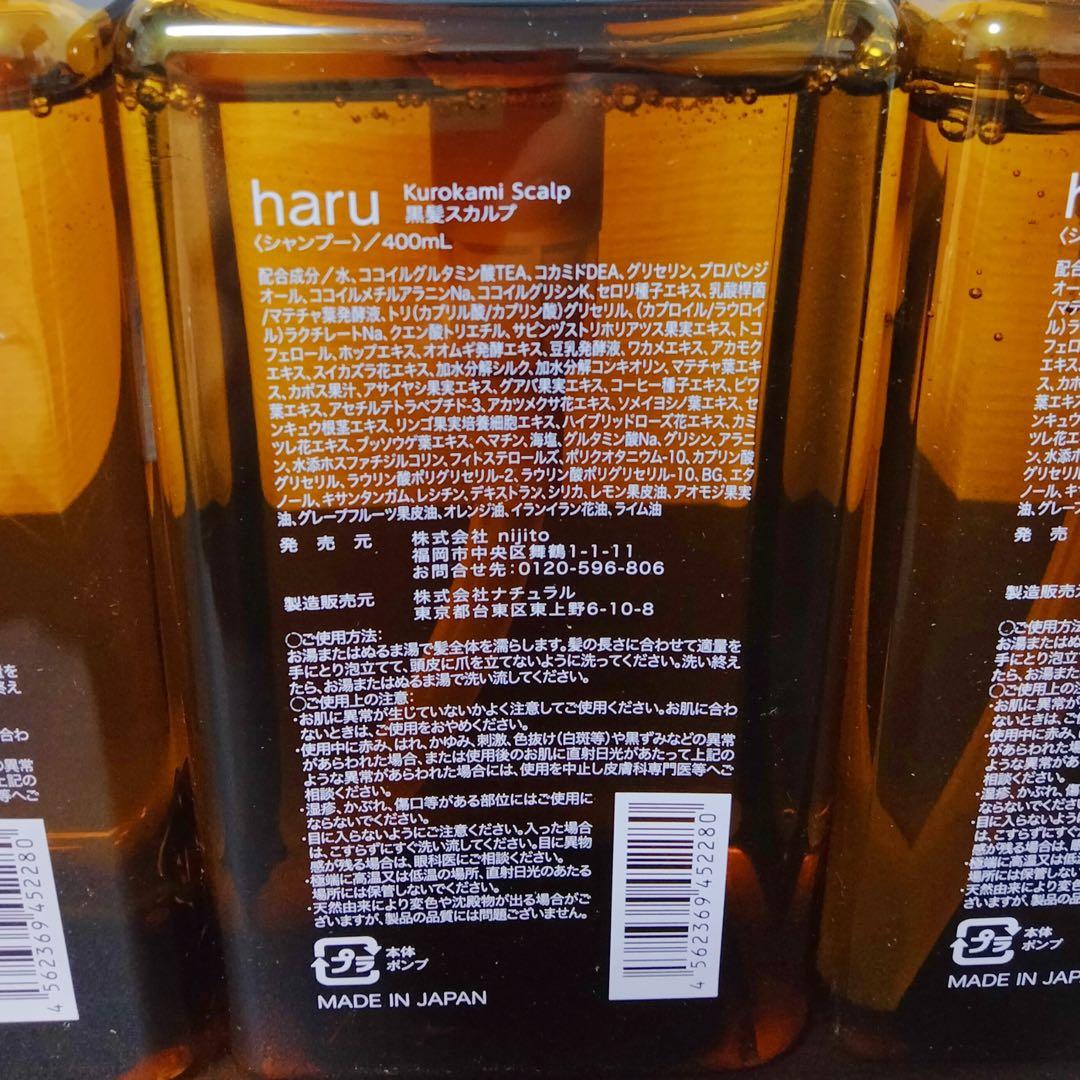 haru Kurokami Scalp
黒髪スカルプ
〈シャンプー〉／400mL
配合成分／水、ココイルグルタミン酸TEA、コカミドDEA、グリセリン、プロパンジ
オール、ココイルメチルアラニンNa、ココイルグリシンK、セロリ種子エキス、乳酸桿菌
/マテチャ葉発酵液、トリ(カプリル酸/カプリン酸)グリセリル、(カプロイル/ラウロイ
ル)ラクチレートNa、クエン酸トリエチル、サピンヅストリホリアツス果実エキス、トコ
フェロール、ホップエキス、オオムギ発酵エキス、豆乳発酵液、ワカメエキス、アカモク
エキス、スイカズラ花エキス、加水分解シルク、加水分解コンキオリン、マテチャ葉エキ
ス、カボス果汁、アサイヤシ果実エキス、グアバ果実エキス、コーヒー種子エキス、ビワ
葉エキス、アセチルテトラペプチド-3、アカツメクサ花エキス、ソメイヨシノ葉エキス、セ
ンキュウ根茎エキス、リンゴ果実培養細胞エキス、ハイブリッドローズ花エキス、カミ
ツレ花エキス、ブッソウゲ葉エキス、ヘマチン、海塩、グルタミン酸Na、グリシン、アラニ
ン、水添ホスファチジルコリン、フィトステロールズ、ポリクオタニウム-10、カプリン酸
グリセリル、ラウリン酸ポリグリセリル-2、ラウリン酸ポリグリセリル-10、BG、エタ
ノール、キサンタンガム、レシチン、デキストラン、シリカ、レモン果皮油、アオモジ果実
油、グレープフルーツ果皮油、オレンジ油、イランイラン花油、ライム油
発売元 株式会社 nijito
福岡市中央区舞鶴1-1-11
お問合せ先：0120-596-806
製造販売元 株式会社ナチュラル
東京都台東区東上野6-10-8
〇ご使用方法：
お湯またはぬるま湯で髪全体を濡らします。髪の長さに合わせて適量を
手にとり泡立てて、頭皮に爪を立てないように洗ってください。洗い終え
たら、お湯またはぬるま湯で洗い流してください。
〇ご使用上の注意：
・お肌に異常が生じていないかよく注意してご使用ください。お肌に合わ
ないときは、ご使用をおやめください。
・使用中に赤み、はれ、かゆみ、刺激、色抜け(白斑等)や黒ずみなどの異常
があらわれた場合、または使用後のお肌に直射日光があたって上記の
ような異常があらわれた場合には、使用を中止し皮膚科専門医等へご
相談ください。
・湿疹、かぶれ、傷口等がある部位にはご使用に
ならないでください。
・目に入らないようにご注意ください。入った場合
は、こすらずにすぐ洗い流してください。目に異物
感が残る場合は、眼科医にご相談ください。
・極端に高温又は低温の場所、直射日光のあたる
場所には保管しないでください。
・天然由来により変色や沈殿物が出る場合がご
ざいますが、製品の品質には問題ございません。
4 562369 452280
プラ 本体
ポンプ
MADE IN JAPAN
4 562369 452280
プラ 本体
ポンプ